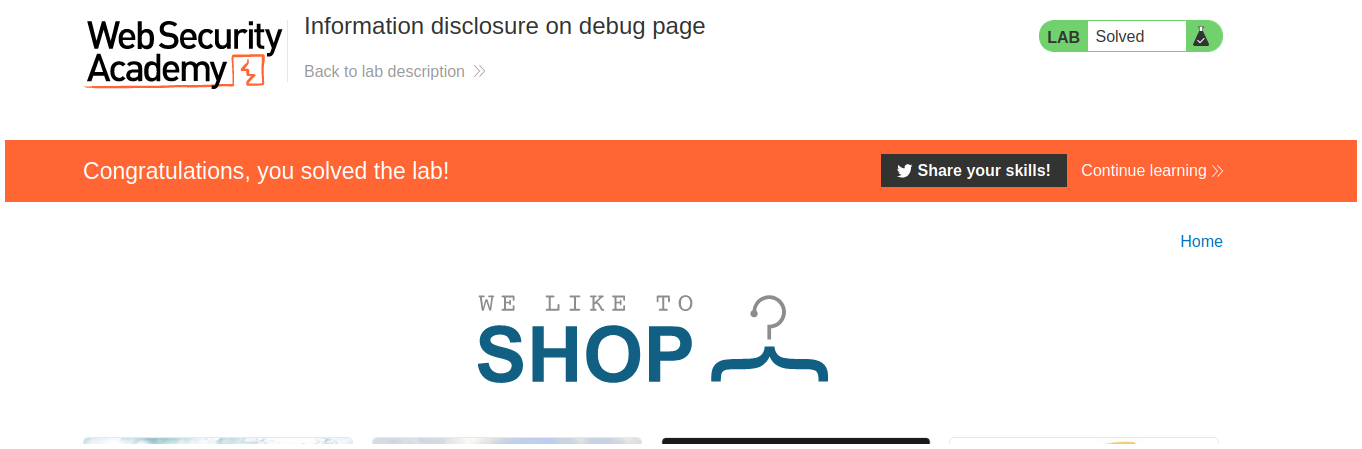 Web Security
Academy
Information disclosure on debug page
Back to lab description
LAB Solved
Congratulations, you solved the lab!
Share your skills!
Continue learning
Home
WE LIKE TO
SHOP